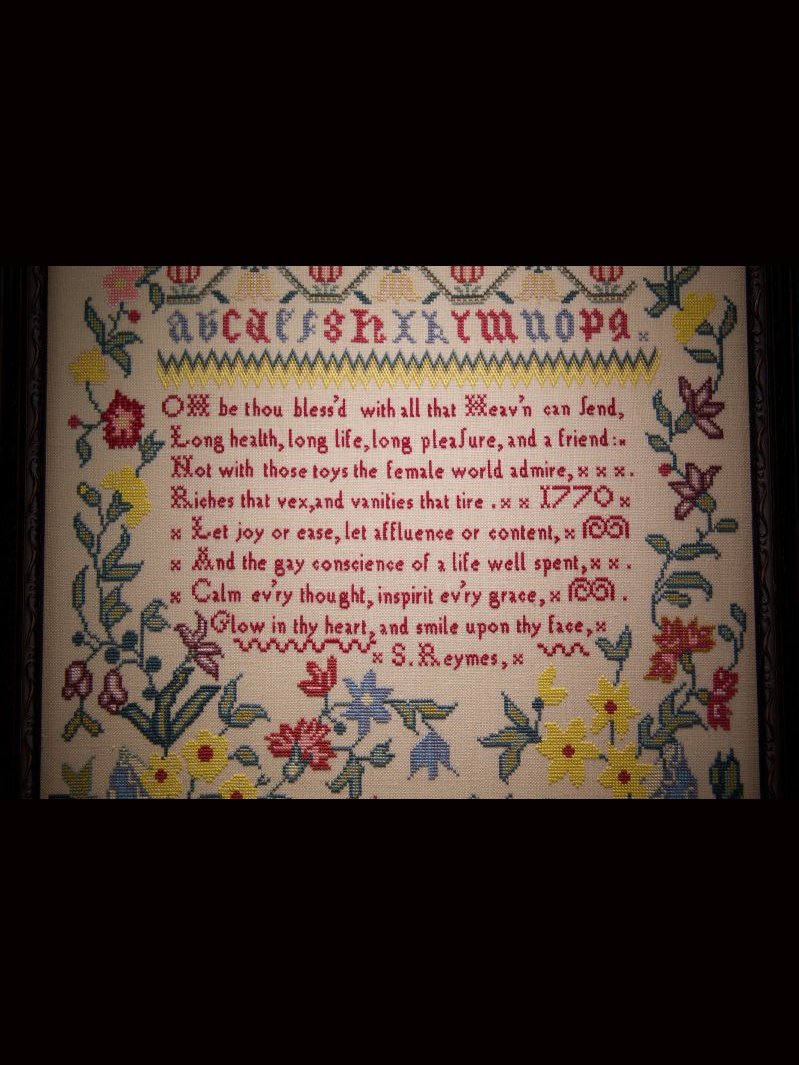 abcdefghiklmnopq.
OH be thou bless'd with all that Heav'n can ſend,
Long health, long life, long pleaſure, and a friend:
Not with those toys the female world admire, x x x.
Riches that vex, and vanities that tire . x x 1770 x
x Let joy or ease, let affluence or content, x
x And the gay conscience of a life well spent, x x .
x Calm ev'ry thought, inspirit ev'ry grace, x .
Glow in thy heart, and smile upon thy face, x
x S. Reymes, x